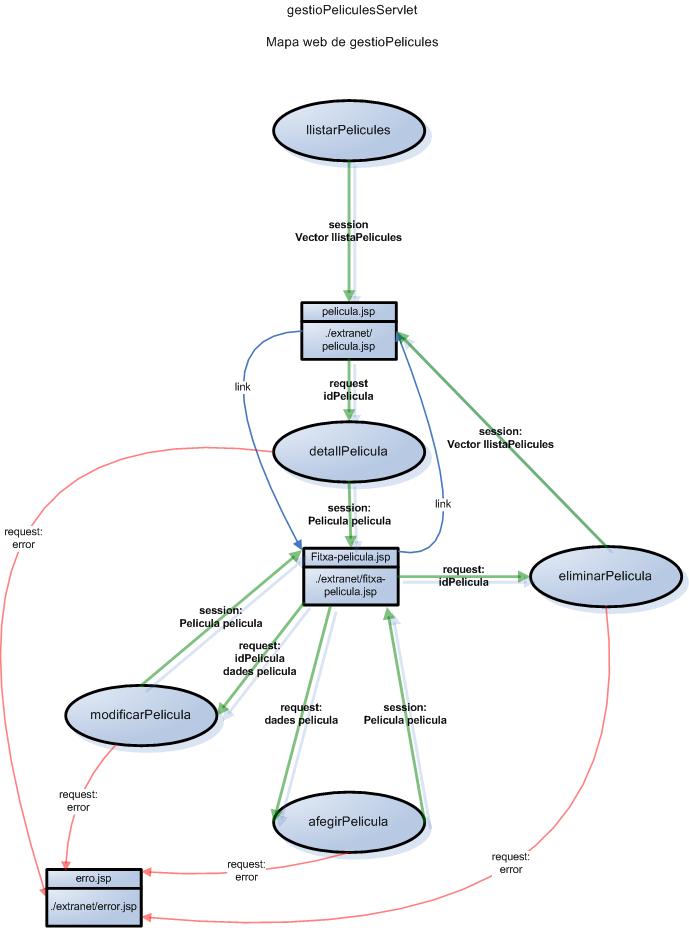 gestioPeliculesServlet
Mapa web de gestioPelicules
llistarPelicules
session
Vector llistaPelicules
pelicula.jsp
./extranet/
pelicula.jsp
link
request
idPelicula
session:
Vector llistaPelicules
detallPelicula
link
session:
Pelicula pelicula
request:
error
Fitxa-pelicula.jsp
./extranet/fitxa-
pelicula.jsp
request:
idPelicula
eliminarPelicula
session:
Pelicula pelicula
request:
idPelicula
dades pelicula
request:
dades pelicula
session:
Pelicula pelicula
modificarPelicula
request:
error
afegirPelicula
request:
error
request:
error
erro.jsp
./extranet/error.jsp